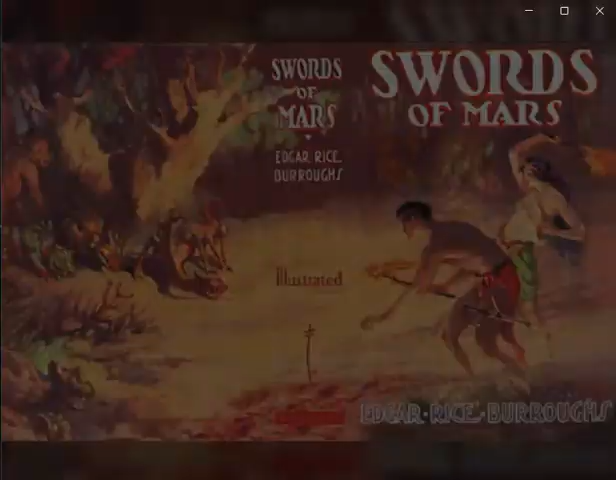 SWORDS
OF
MARS
EDGAR RICE
BURROUGHS
Illustrated
SWORDS
OF MARS
EDGAR · RICE · BURROUGHS